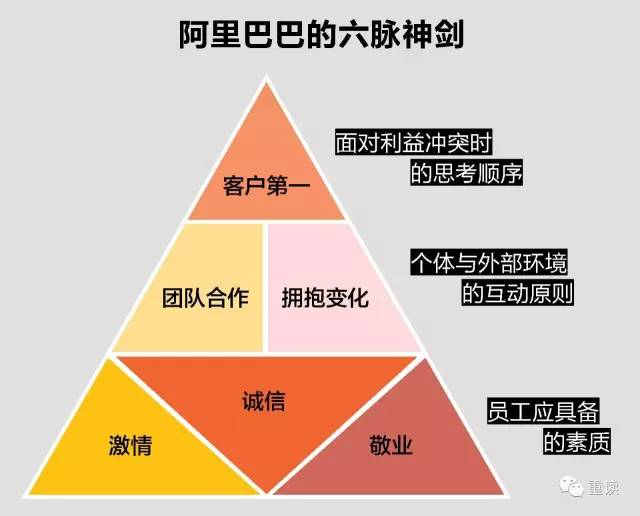 阿里巴巴的六脉神剑
面对利益冲突时
的思考顺序
客户第一
个体与外部环境
的互动原则
团队合作
拥抱变化
诚信
员工应具备
的素质
激情
敬业
重读